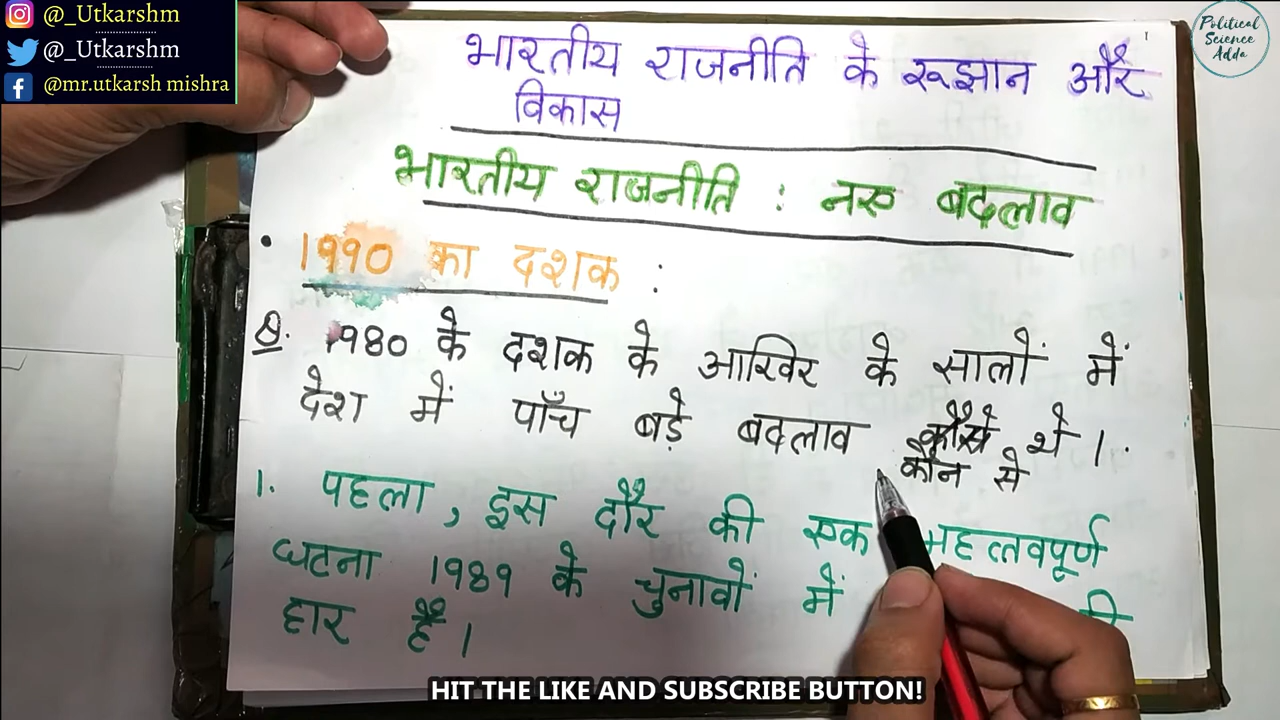 @_Utkarshm
@_Utkarshm
@mr.utkarsh mishra
Political
Science
Adda
1
भारतीय राजनीति के रूझान और
विकास
भारतीय राजनीति : नए बदलाव
• 1990 का दशक :
Q. 1980 के दशक के आखिर के सालों में
देश में पाँच बड़े बदलाव थे।
कौन से
1. पहला, इस दौर की एक महत्त्वपूर्ण
घटना 1989 के चुनावों में
हार है।
HIT THE LIKE AND SUBSCRIBE BUTTON!